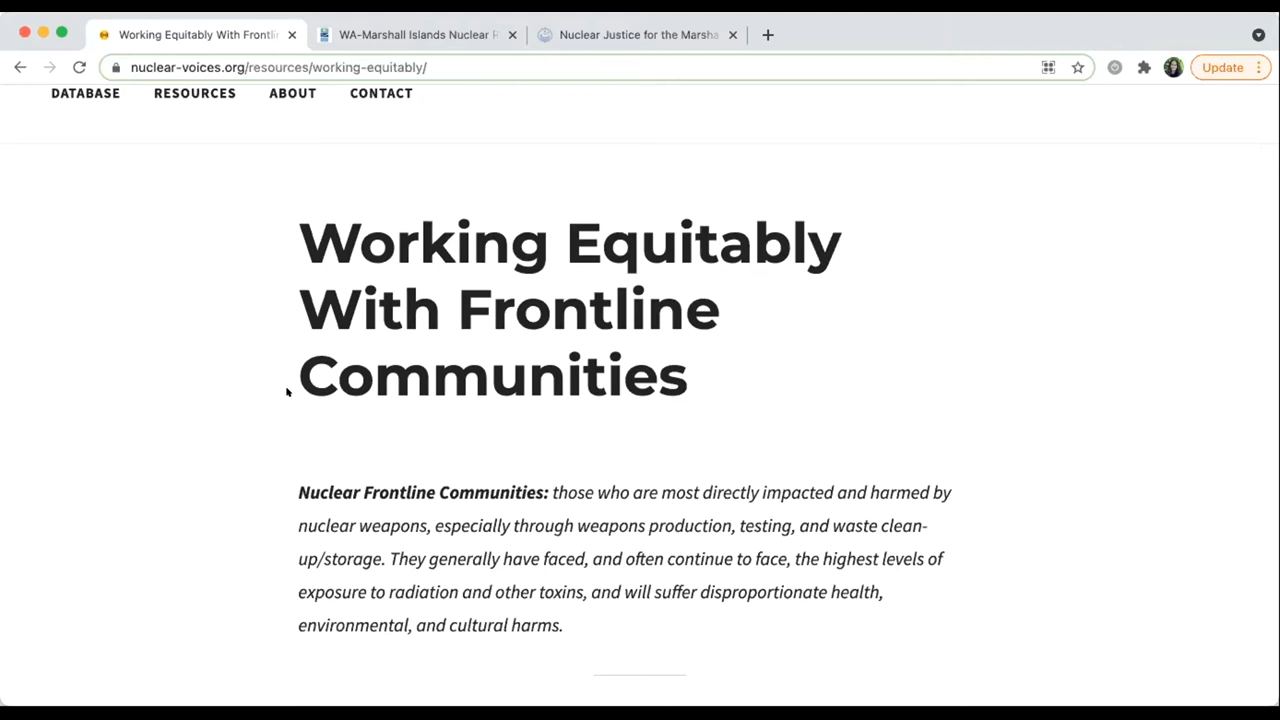 Working Equitably With Frontli
WA-Marshall Islands Nuclear R
Nuclear Justice for the Marsha
nuclear-voices.org/resources/working-equitably/
Update
DATABASE RESOURCES ABOUT CONTACT
Working Equitably
With Frontline
Communities
Nuclear Frontline Communities: those who are most directly impacted and harmed by
nuclear weapons, especially through weapons production, testing, and waste clean-
up/storage. They generally have faced, and often continue to face, the highest levels of
exposure to radiation and other toxins, and will suffer disproportionate health,
environmental, and cultural harms.